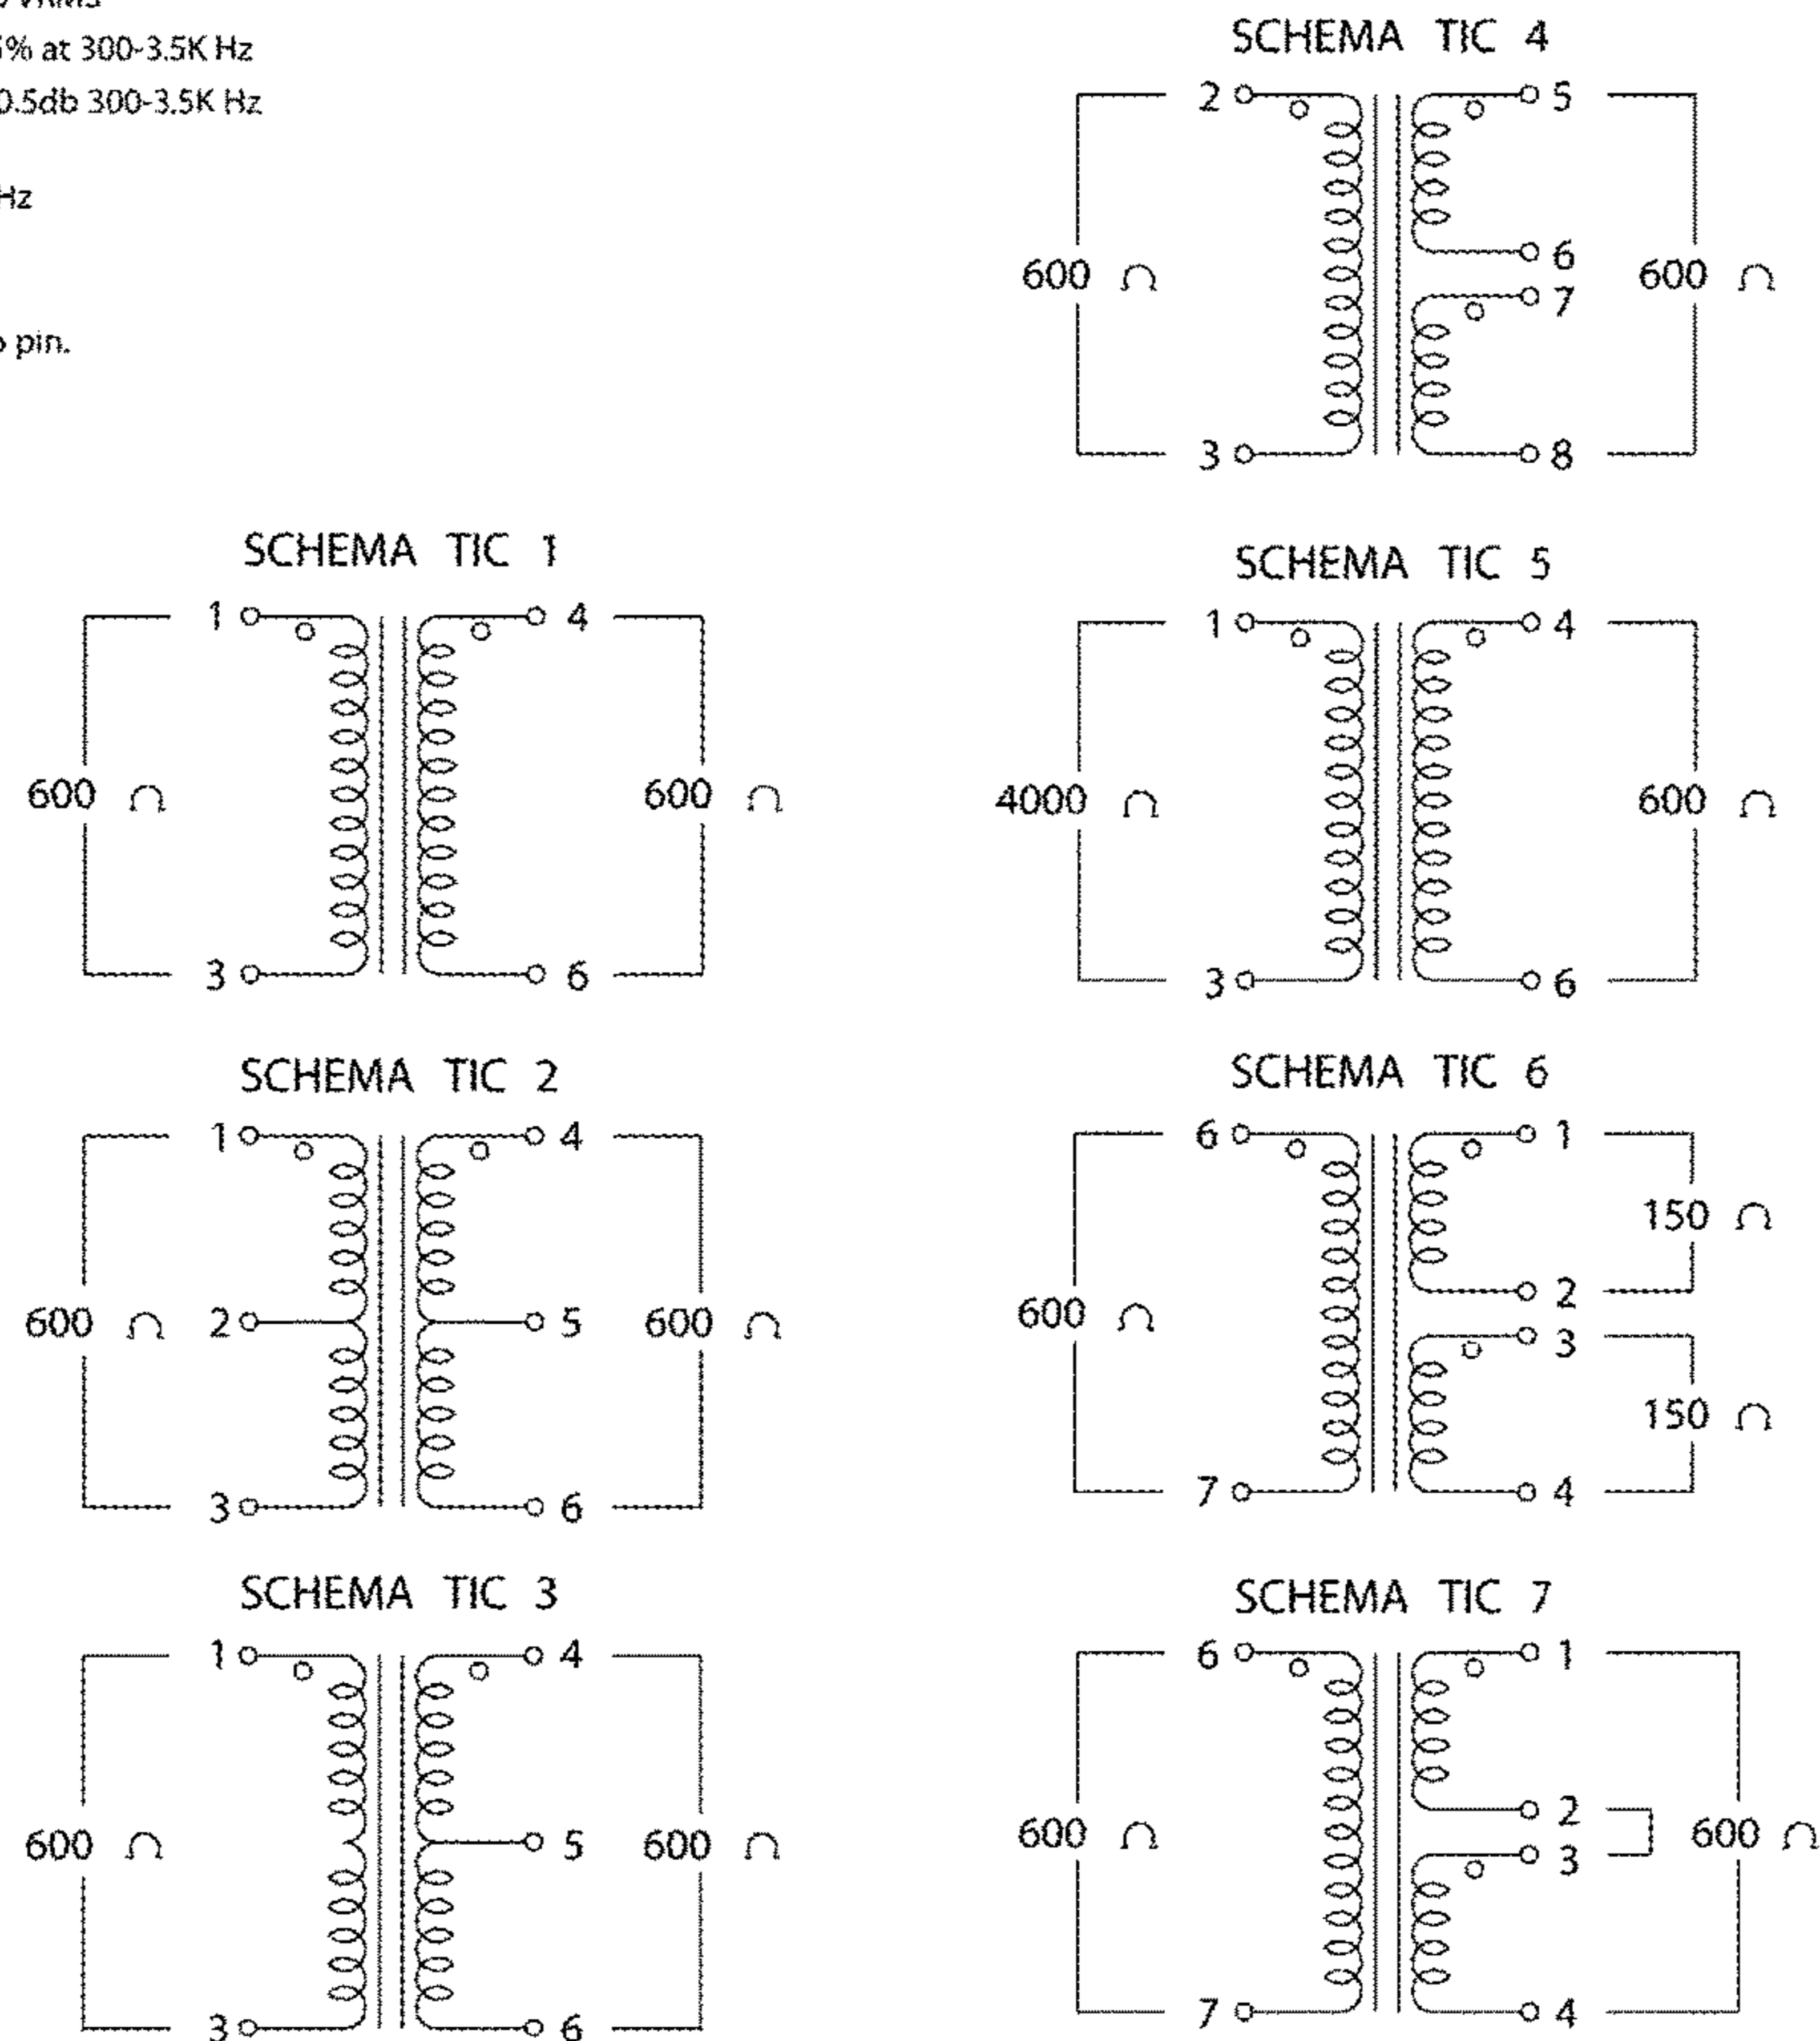 % at 300-3.5K Hz
0.5db 300-3.5K Hz
Hz
pin.
SCHEMA TIC 4
2 5
6
600 Ω 600 Ω
7
3 8
SCHEMA TIC 1
1 4
600 Ω 600 Ω
3 6
SCHEMA TIC 5
1 4
4000 Ω 600 Ω
3 6
SCHEMA TIC 2
1 4
600 Ω 2 5 600 Ω
3 6
SCHEMA TIC 6
6 1
150 Ω
2
600 Ω
3
150 Ω
7 4
SCHEMA TIC 3
1 4
600 Ω 5 600 Ω
3 6
SCHEMA TIC 7
6 1
2
600 Ω 600 Ω
3
7 4